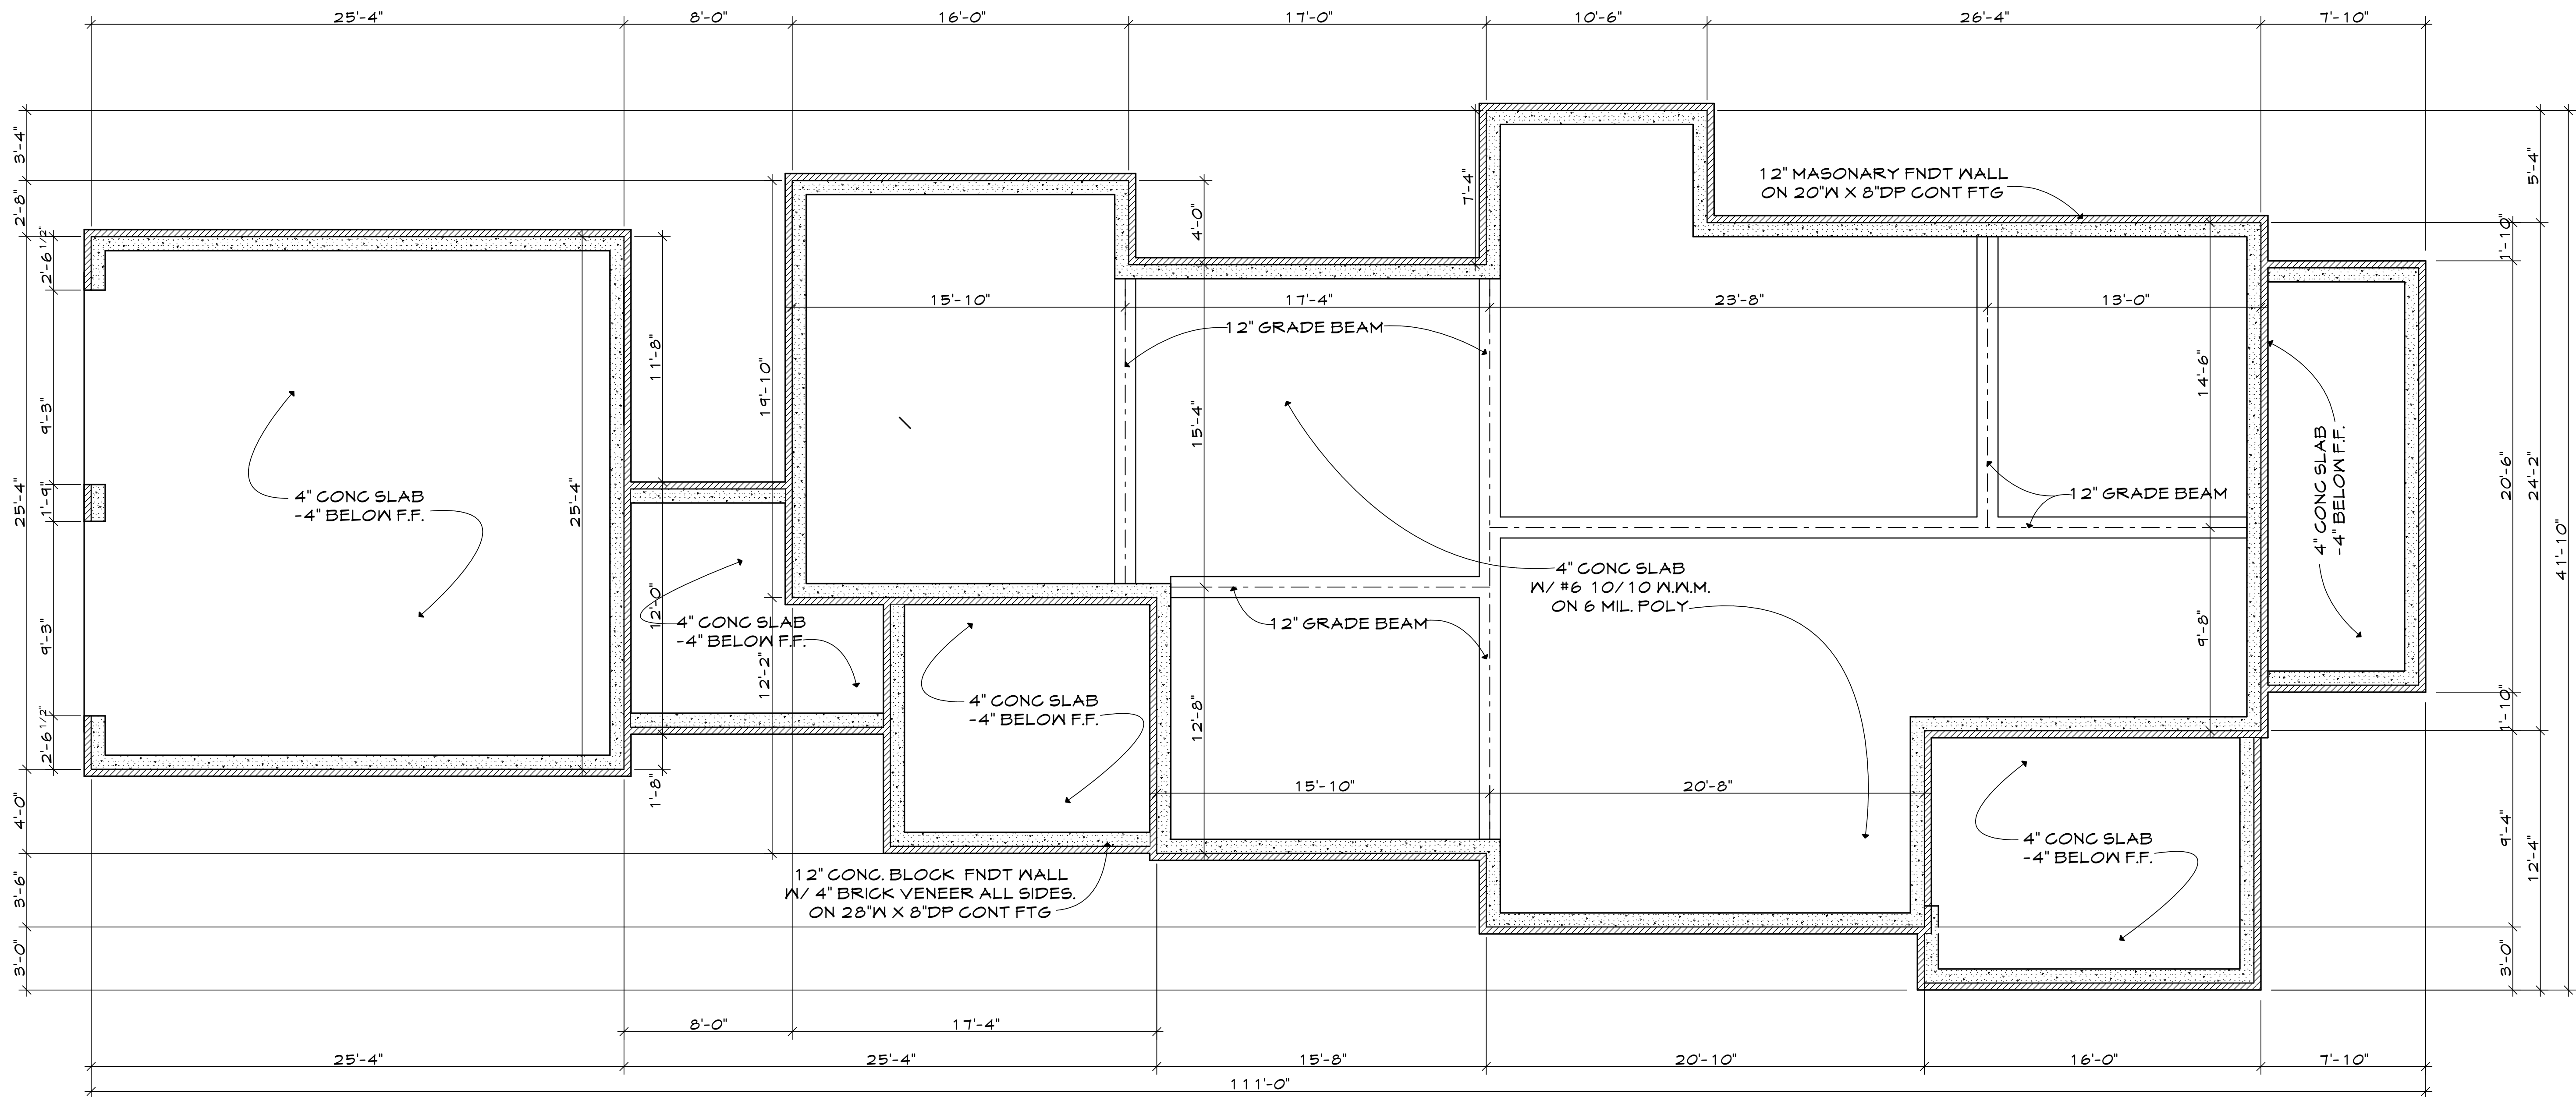 25'-4"
8'-0"
16'-0"
17'-0"
10'-6"
26'-4"
7'-10"
3'-4"
2'-8"
25'-4"
4'-0"
3'-6"
3'-0"
2'-6 1/2"
9'-3"
1'-9"
9'-3"
2'-6 1/2"
25'-4"
4" CONC SLAB
-4" BELOW F.F.
11'-8"
12'-0"
1'-8"
19'-10"
12'-2"
4" CONC SLAB
-4" BELOW F.F.
15'-10"
17'-4"
23'-8"
13'-0"
4'-0"
15'-4"
12'-8"
7'-4"
12" GRADE BEAM
12" MASONARY FNDT WALL
ON 20"W X 8"DP CONT FTG
14'-6"
9'-8"
12" GRADE BEAM
4" CONC SLAB
W/ #6 10/10 W.W.M.
ON 6 MIL. POLY
12" GRADE BEAM
4" CONC SLAB
-4" BELOW F.F.
4" CONC SLAB
-4" BELOW F.F.
15'-10"
20'-8"
4" CONC SLAB
-4" BELOW F.F.
12" CONC. BLOCK FNDT WALL
W/ 4" BRICK VENEER ALL SIDES.
ON 28"W X 8"DP CONT FTG
1'-10"
20'-6"
1'-10"
9'-4"
3'-0"
5'-4"
24'-2"
12'-4"
41'-10"
8'-0"
17'-4"
25'-4"
25'-4"
15'-8"
20'-10"
16'-0"
7'-10"
111'-0"